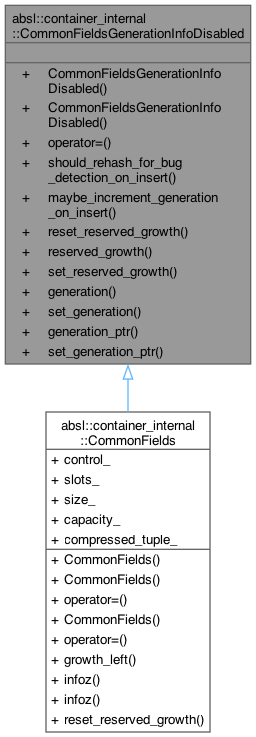 absl::container_internal
::CommonFieldsGenerationInfoDisabled
+ CommonFieldsGenerationInfo
Disabled()
+ CommonFieldsGenerationInfo
Disabled()
+ operator=()
+ should_rehash_for_bug
_detection_on_insert()
+ maybe_increment_generation
_on_insert()
+ reset_reserved_growth()
+ reserved_growth()
+ set_reserved_growth()
+ generation()
+ set_generation()
+ generation_ptr()
+ set_generation_ptr()
absl::container_internal
::CommonFields
+ control_
+ slots_
+ size_
+ capacity_
+ compressed_tuple_
+ CommonFields()
+ CommonFields()
+ operator=()
+ CommonFields()
+ operator=()
+ growth_left()
+ infoz()
+ infoz()
+ reset_reserved_growth()